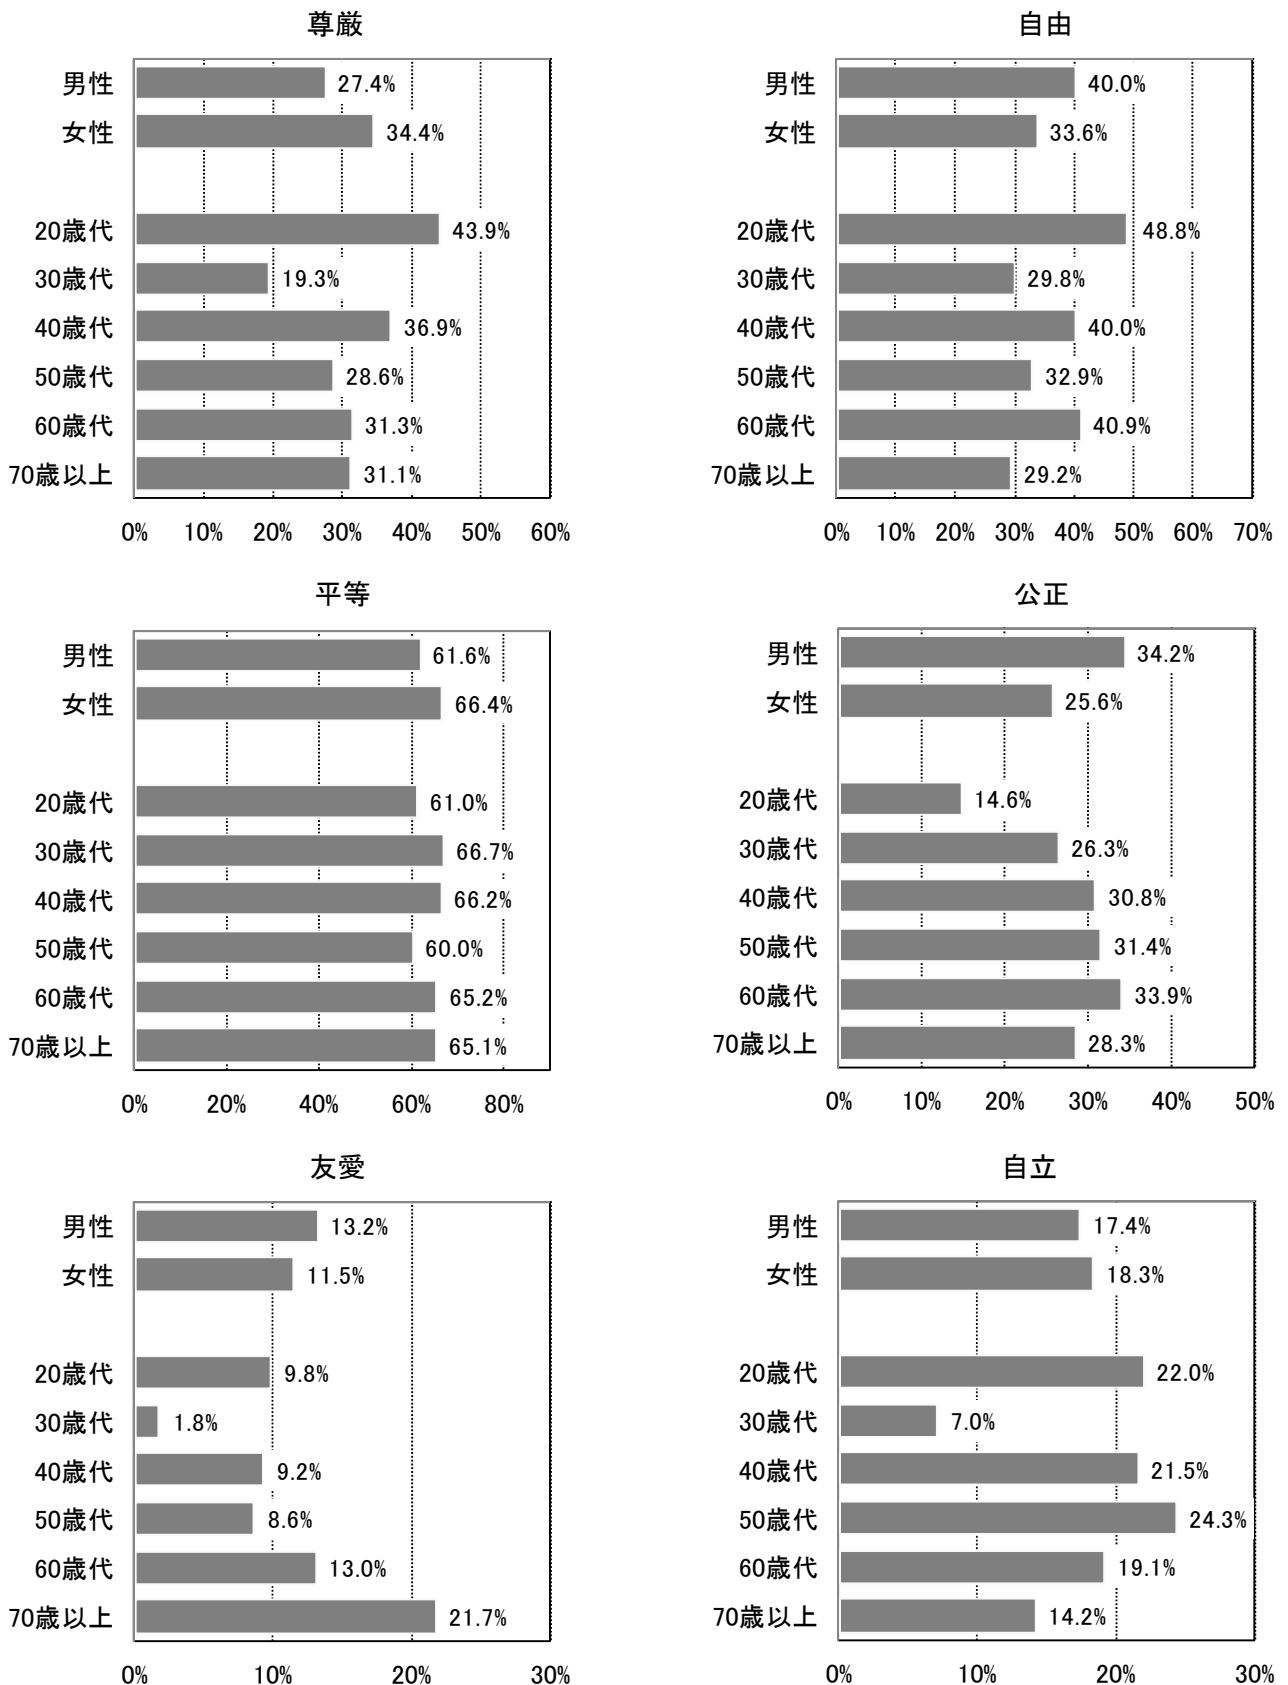 尊厳
男性 27.4%
女性 34.4%
20歳代 43.9%
30歳代 19.3%
40歳代 36.9%
50歳代 28.6%
60歳代 31.3%
70歳以上 31.1%
0% 10% 20% 30% 40% 50% 60%
自由
男性 40.0%
女性 33.6%
20歳代 48.8%
30歳代 29.8%
40歳代 40.0%
50歳代 32.9%
60歳代 40.9%
70歳以上 29.2%
0% 10% 20% 30% 40% 50% 60% 70%
平等
男性 61.6%
女性 66.4%
20歳代 61.0%
30歳代 66.7%
40歳代 66.2%
50歳代 60.0%
60歳代 65.2%
70歳以上 65.1%
0% 20% 40% 60% 80%
公正
男性 34.2%
女性 25.6%
20歳代 14.6%
30歳代 26.3%
40歳代 30.8%
50歳代 31.4%
60歳代 33.9%
70歳以上 28.3%
0% 10% 20% 30% 40% 50%
友愛
男性 13.2%
女性 11.5%
20歳代 9.8%
30歳代 1.8%
40歳代 9.2%
50歳代 8.6%
60歳代 13.0%
70歳以上 21.7%
0% 10% 20% 30%
自立
男性 17.4%
女性 18.3%
20歳代 22.0%
30歳代 7.0%
40歳代 21.5%
50歳代 24.3%
60歳代 19.1%
70歳以上 14.2%
0% 10% 20% 30%